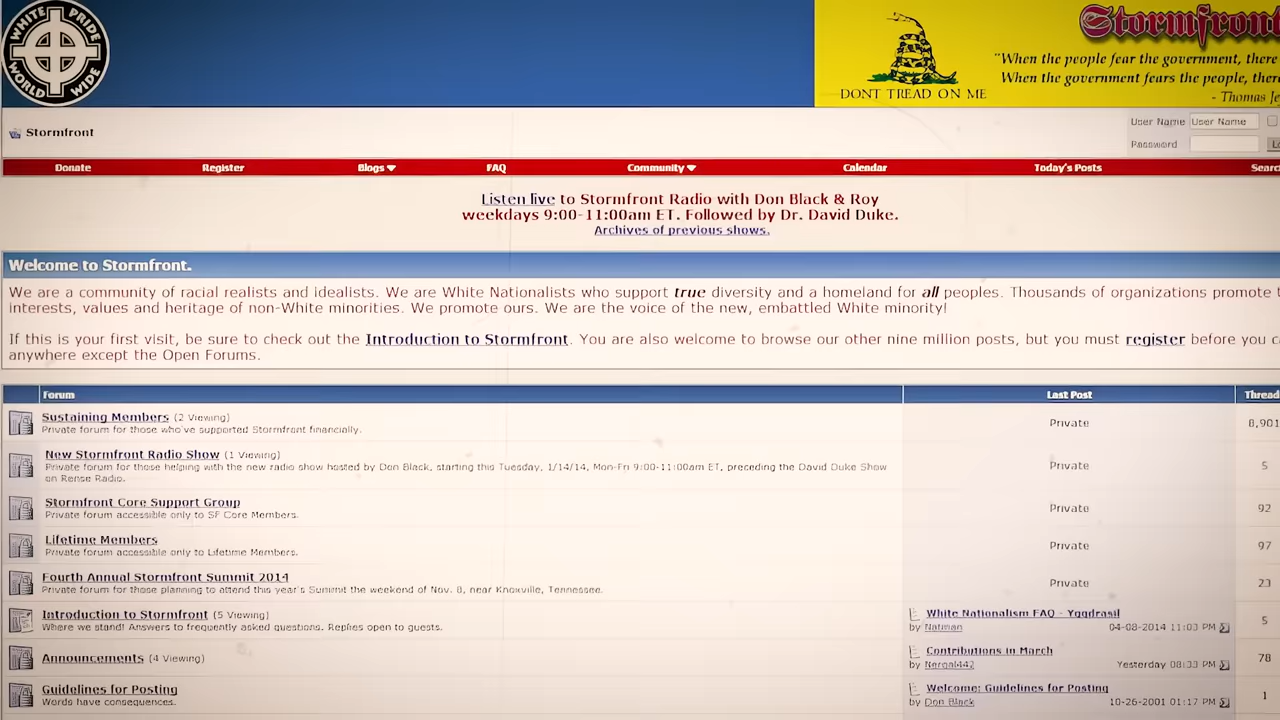 WHITE PRIDE
WORLD WIDE
Stormfront
"When the people fear the government, there
When the government fears the people, there
- Thomas
DONT TREAD ON ME
Stormfront
User Name User Name
Password
Donate Register Blogs FAQ Community Calendar Today's Posts
Listen live to Stormfront Radio with Don Black & Roy
weekdays 9:00-11:00am ET. Followed by Dr. David Duke.
Archives of previous shows.
Welcome to Stormfront.
We are a community of racial realists and idealists. We are White Nationalists who support true diversity and a homeland for all peoples. Thousands of organizations promote
interests, values and heritage of non-White minorities. We promote ours. We are the voice of the new, embattled White minority!
If this is your first visit, be sure to check out the Introduction to Stormfront. You are also welcome to browse our other nine million posts, but you must register before you
anywhere except the Open Forums.
Forum Last Post
Sustaining Members (2 Viewing)
Private forum for those who've supported Stormfront financially.
Private 8,901
New Stormfront Radio Show (1 Viewing)
Private forum for those helping with the new radio show hosted by Don Black, starting this Tuesday, 1/14/14, Mon-Fri 9:00-11:00am ET, preceding the David Duke Show
on Rense Radio.
Private 5
Stormfront Core Support Group
Private forum accessible only to SF Core Members.
Private 92
Lifetime Members
Private forum accessible only to Lifetime Members.
Private 97
Fourth Annual Stormfront Summit 2014
Private forum for those planning to attend this year's Summit the weekend of Nov. 8, near Knoxville, Tennessee.
Private 23
Introduction to Stormfront (5 Viewing)
Where we stand! Answers to frequently asked questions. Replies open to guests.
White Nationalism FAQ - Yggdrasil
by Natman 04-08-2014 11:03 PM
5
Announcements (4 Viewing)
Contributions in March
by Nergol442 Yesterday 08:33 PM
78
Guidelines for Posting
Words have consequences.
Welcome: Guidelines for Posting
by Don Black 10-26-2001 01:17 PM
1